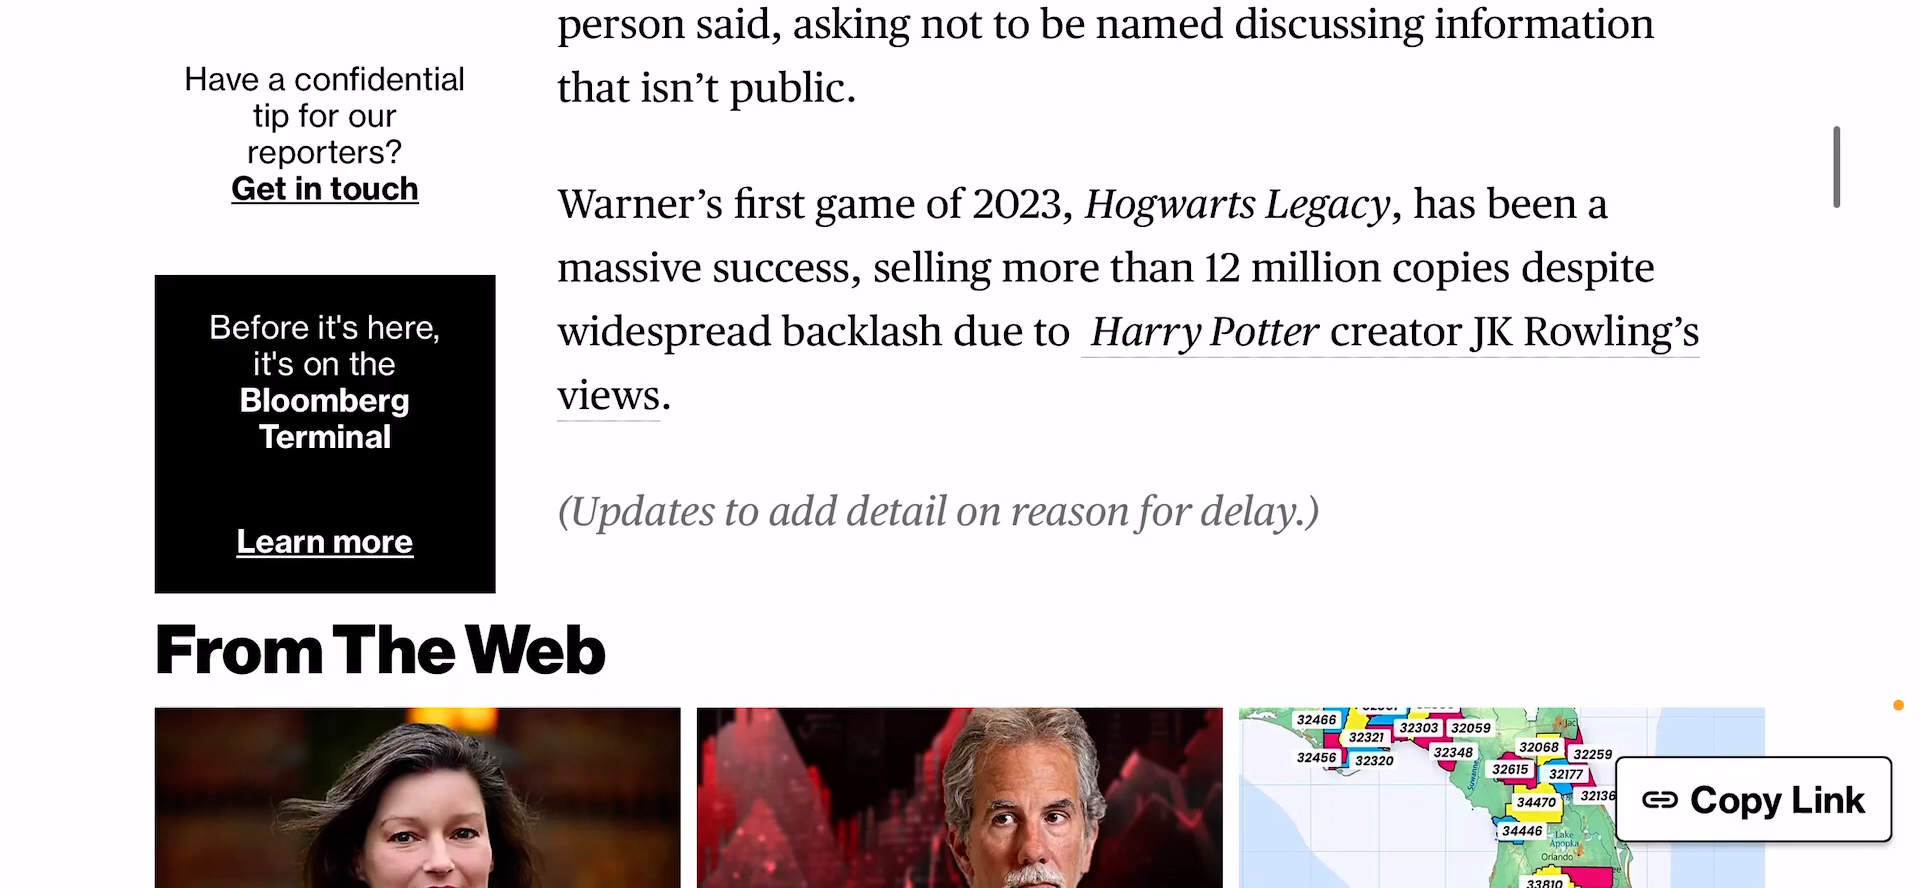 person said, asking not to be named discussing information
that isn’t public.
Have a confidential
tip for our
reporters?
Get in touch
Warner’s first game of 2023, Hogwarts Legacy, has been a
massive success, selling more than 12 million copies despite
widespread backlash due to Harry Potter creator JK Rowling’s
views.
(Updates to add detail on reason for delay.)
Before it's here,
it's on the
Bloomberg
Terminal
Learn more
From The Web
32466
32303
32059
32321
32348
32456
32320
32068
32259
32615
32177
32136
34470
34446
Lake
Apopka
Orlando
33810
Copy Link